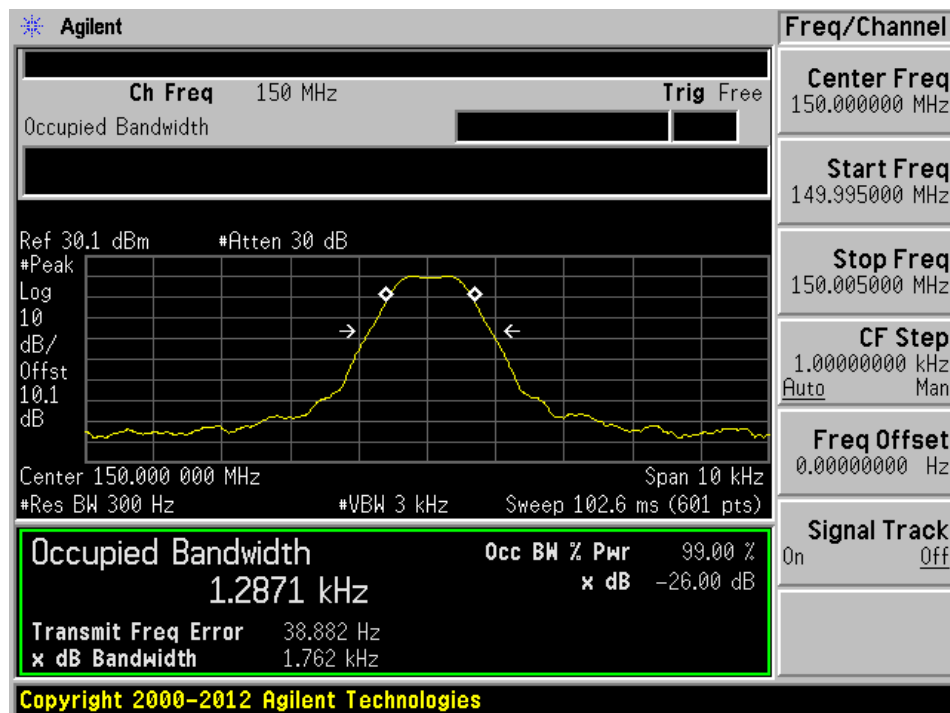 Agilent
Freq/Channel
Ch Freq 150 MHz Trig Free
Occupied Bandwidth
Center Freq
150.000000 MHz
Start Freq
149.995000 MHz
Stop Freq
150.005000 MHz
CF Step
1.00000000 kHz
Auto Man
Freq Offset
0.00000000 Hz
Signal Track
On Off
Ref 30.1 dBm #Atten 30 dB
#Peak
Log
10
dB/
Offst
10.1
dB
Center 150.000 000 MHz Span 10 kHz
#Res BW 300 Hz #VBW 3 kHz Sweep 102.6 ms (601 pts)
Occupied Bandwidth Occ BW % Pwr 99.00 %
1.2871 kHz x dB -26.00 dB
Transmit Freq Error 38.882 Hz
x dB Bandwidth 1.762 kHz
Copyright 2000-2012 Agilent Technologies